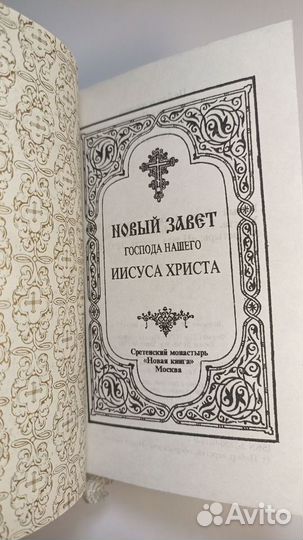 НОВЫЙ ЗАВЕТ
ГОСПОДА НАШЕГО
ИИСУСА ХРИСТА
Сретенский монастырь
«Новая книга»
Москва
Avito